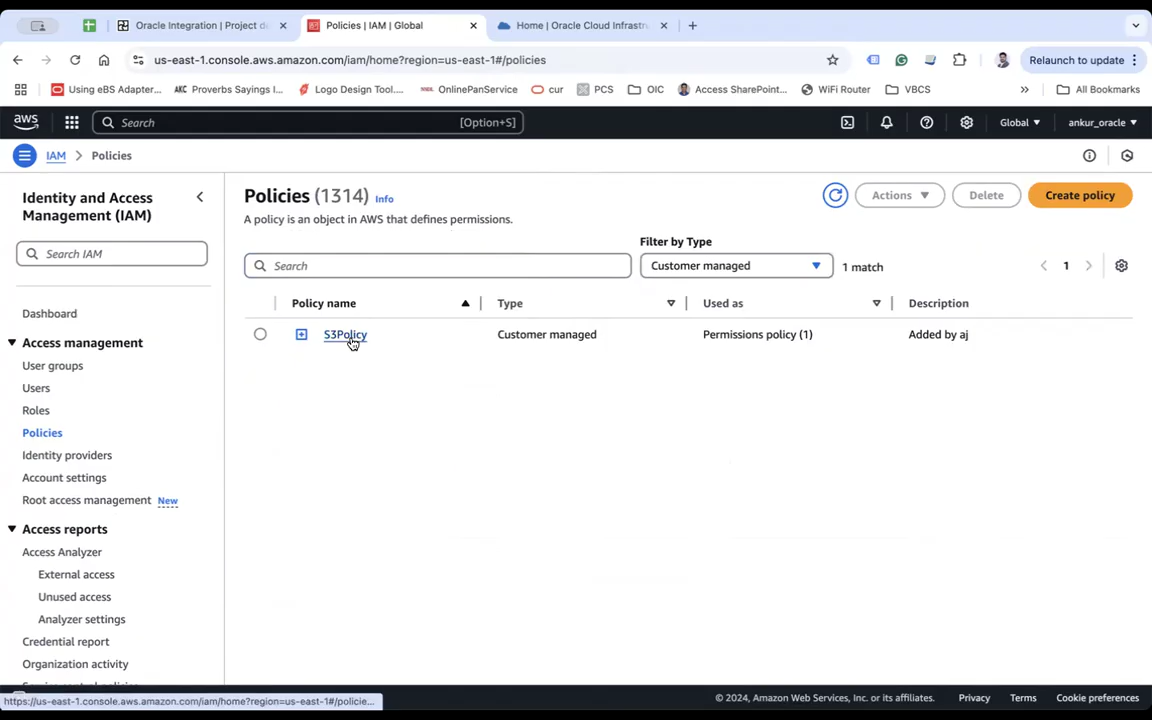 Oracle Integration | Project de
Policies | IAM | Global
Home | Oracle Cloud Infrastru
us-east-1.console.aws.amazon.com/iam/home?region=us-east-1#/policies
Relaunch to update
Using eBS Adapter...
AKC Proverbs Sayings I...
Logo Design Tool....
OnlinePanService
cur
PCS
OIC
Access SharePoint...
WiFi Router
VBCS
All Bookmarks
aws
Search
[Option+S]
Global
ankur_oracle
IAM > Policies
Identity and Access
Management (IAM)
Search IAM
Dashboard
Access management
User groups
Users
Roles
Policies
Identity providers
Account settings
Root access management New
Access reports
Access Analyzer
External access
Unused access
Analyzer settings
Credential report
Organization activity
Policies (1314) Info
A policy is an object in AWS that defines permissions.
Actions
Delete
Create policy
Filter by Type
Search
Customer managed
1 match
1
Policy name
Type
Used as
Description
S3Policy
Customer managed
Permissions policy (1)
Added by aj
https://us-east-1.console.aws.amazon.com/iam/home?region=us-east-1#/policie...
© 2024, Amazon Web Services, Inc. or its affiliates.
Privacy
Terms
Cookie preferences